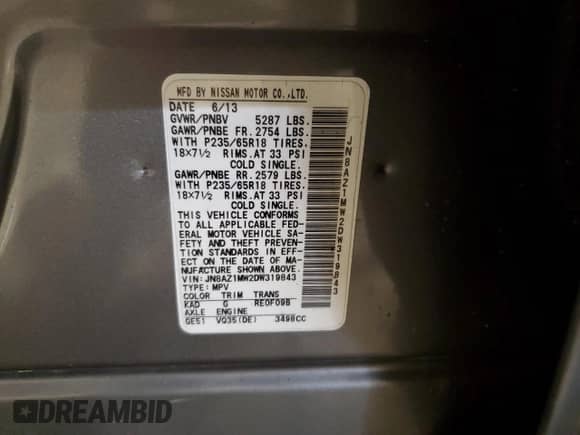 MFD BY NISSAN MOTOR CO.,LTD.
DATE 6/13
GVWR/PNBV 5287 LBS.
GAWR/PNBE FR. 2754 LBS.
WITH P235/65R18 TIRES.
18×7½ RIMS.AT 33 PSI
COLD SINGLE.
GAWR/PNBE RR. 2579 LBS.
WITH P235/65R18 TIRES.
18×7½ RIMS.AT 33 PSI
COLD SINGLE.
THIS VEHICLE CONFORMS
TO ALL APPLICABLE FED-
ERAL MOTOR VEHICLE SA-
FETY AND THEFT PREVEN-
TION STANDARDS IN EFF-
ECT ON THE DATE OF MA-
NUFACTURE SHOWN ABOVE.
VIN:JN8AZ1MW2DW319843
TYPE:MPV
COLOR TRIM TRANS
KAD G RE0F09B
AXLE ENGINE
GE51 VQ35(DE) 3498CC
JN8AZ1MW2DW319843
DREAMBID